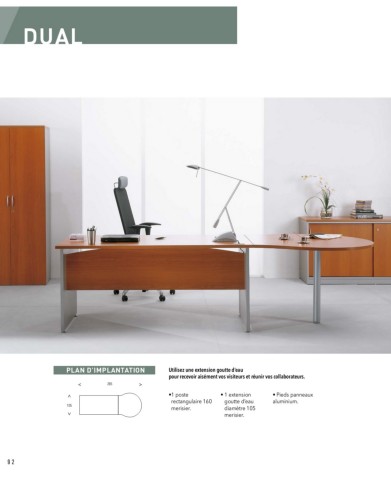 DUAL
PLAN D'IMPLANTATION
Utilisez une extension goutte d'eau
pour recevoir aisément vos visiteurs et réunir vos collaborateurs.
•1 poste
rectangulaire 160
merisier.
• 1 extension
goutte d'eau
diamètre 105
merisier.
• Pieds panneaux
aluminium.
92